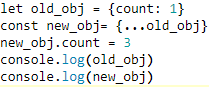 let old_obj = {count: 1}
const new_obj= {...old_obj}
new_obj.count = 3
console.log(old_obj)
console.log(new_obj)